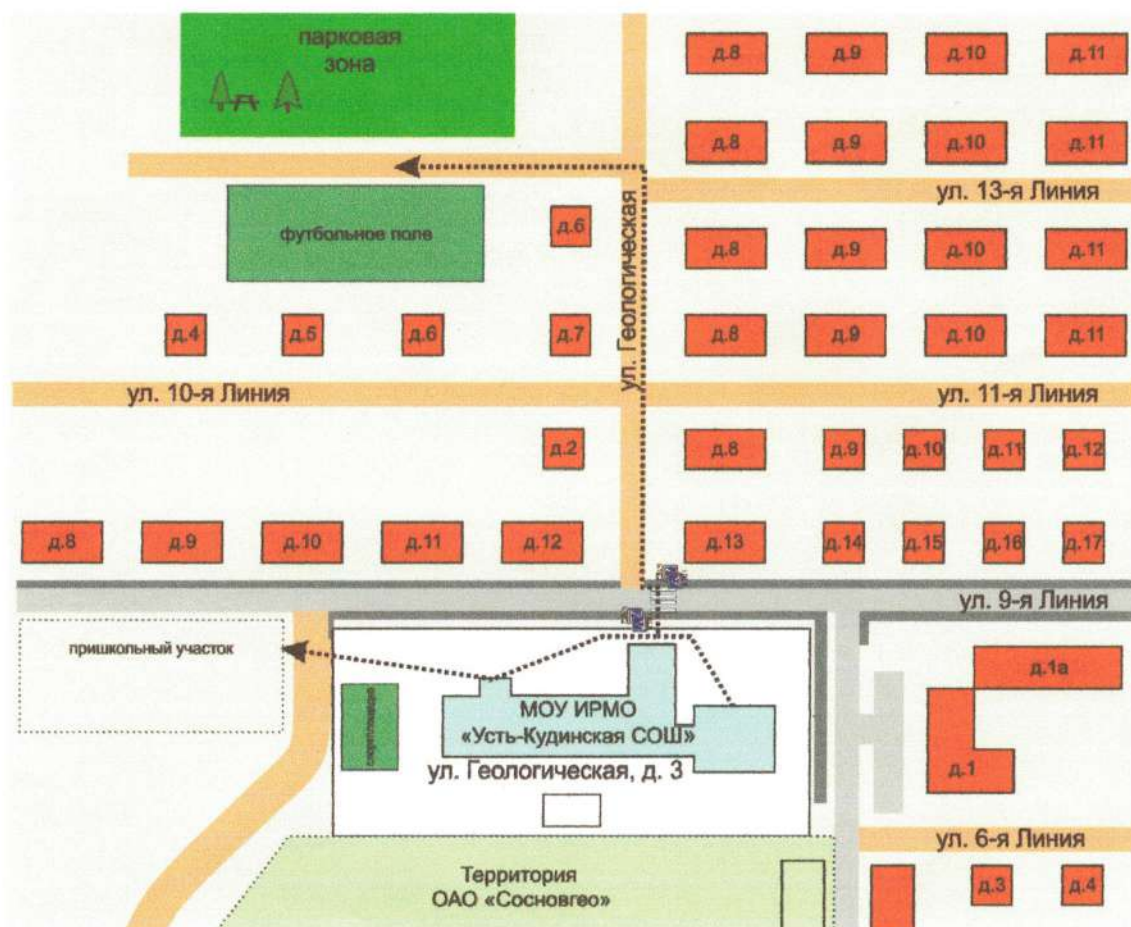 парковая
зона
д.8 д.9 д.10 д.11
д.8 д.9 д.10 д.11
ул. 13-я Линия
футбольное поле
д.6
ул. Геологическая
д.8 д.9 д.10 д.11
д.4 д.5 д.6 д.7
д.8 д.9 д.10 д.11
ул. 10-я Линия
ул. 11-я Линия
д.2
д.8 д.9 д.10 д.11 д.12
д.8 д.9 д.10 д.11 д.12
д.13 д.14 д.15 д.16 д.17
ул. 9-я Линия
пришкольный участок
спортплощадка
МОУ ИРМО
«Усть-Кудинская СОШ»
ул. Геологическая, д. 3
д.1а
д.1
ул. 6-я Линия
Территория
ОАО «Сосновгео»
д.3 д.4